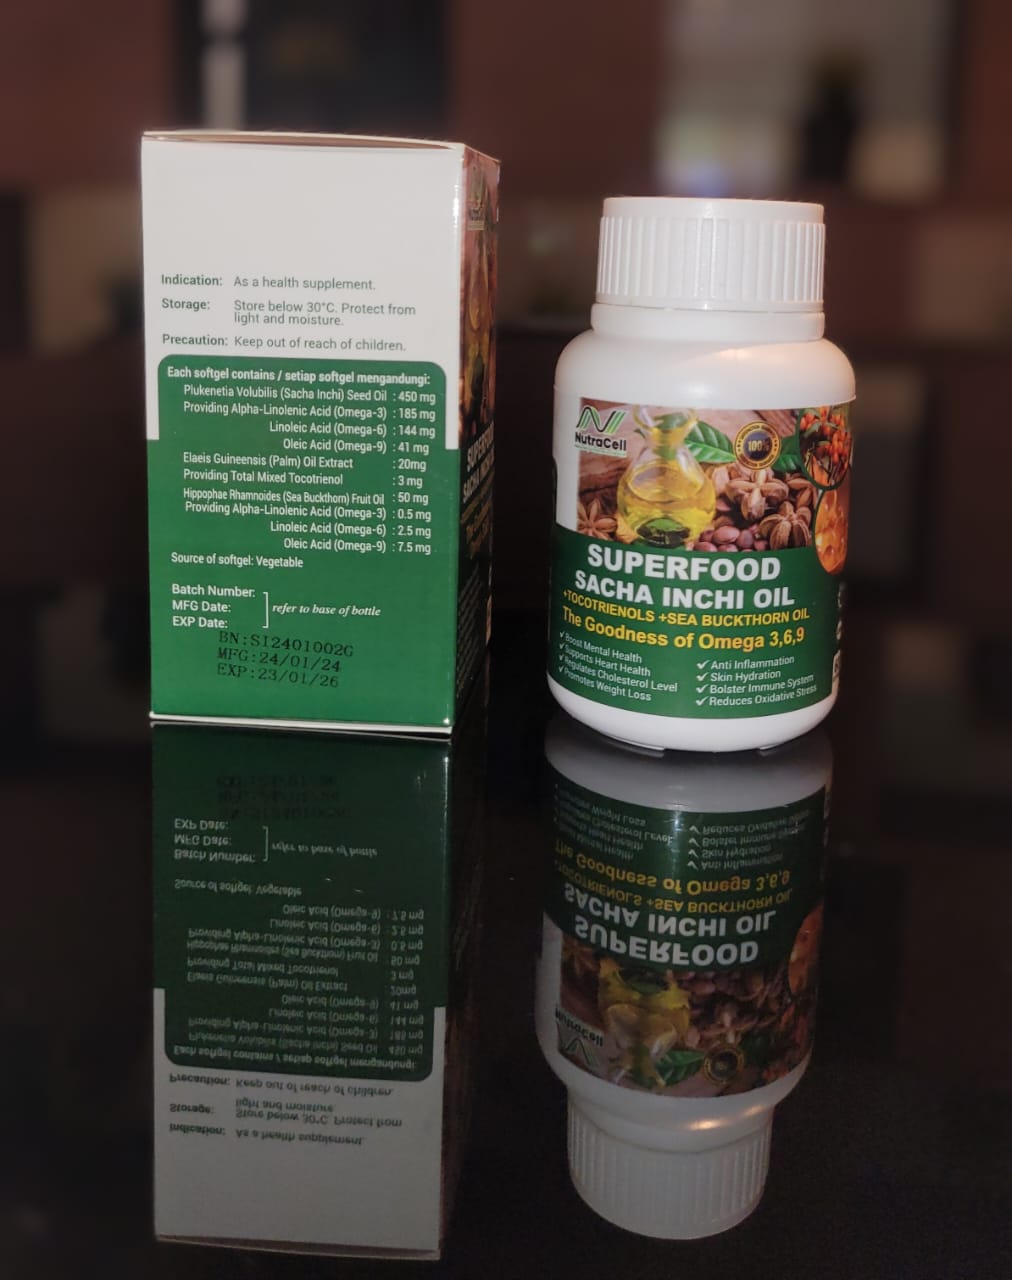 Indication: As a health supplement.
Storage: Store below 30°C. Protect from
light and moisture.
Precaution: Keep out of reach of children.
Each softgel contains / setiap softgel mengandungi:
Plukenetia Volubilis (Sacha Inchi) Seed Oil : 450 mg
Providing Alpha-Linolenic Acid (Omega-3) : 185 mg
Linoleic Acid (Omega-6) : 144 mg
Oleic Acid (Omega-9) : 41 mg
Elaeis Guineensis (Palm) Oil Extract : 20mg
Providing Total Mixed Tocotrienol : 3 mg
Hippophae Rhamnoides (Sea Buckthorn) Fruit Oil : 50 mg
Providing Alpha-Linolenic Acid (Omega-3) : 0.5 mg
Linoleic Acid (Omega-6) : 2.5 mg
Oleic Acid (Omega-9) : 7.5 mg
Source of softgel: Vegetable
Batch Number:
MFG Date: refer to base of bottle
EXP Date:
BN:SI2401002G
MFG:24/01/24
EXP:23/01/26
SUPERFOOD
SACHA INCHI
NutraCell
100%
SUPERFOOD
SACHA INCHI OIL
+TOCOTRIENOLS +SEA BUCKTHORN OIL
The Goodness of Omega 3,6,9
✓ Boost Mental Health
✓ Supports Heart Health
✓ Regulates Cholesterol Level
✓ Promotes Weight Loss
✓ Anti Inflammation
✓ Skin Hydration
✓ Bolster Immune System
✓ Reduces Oxidative Stress